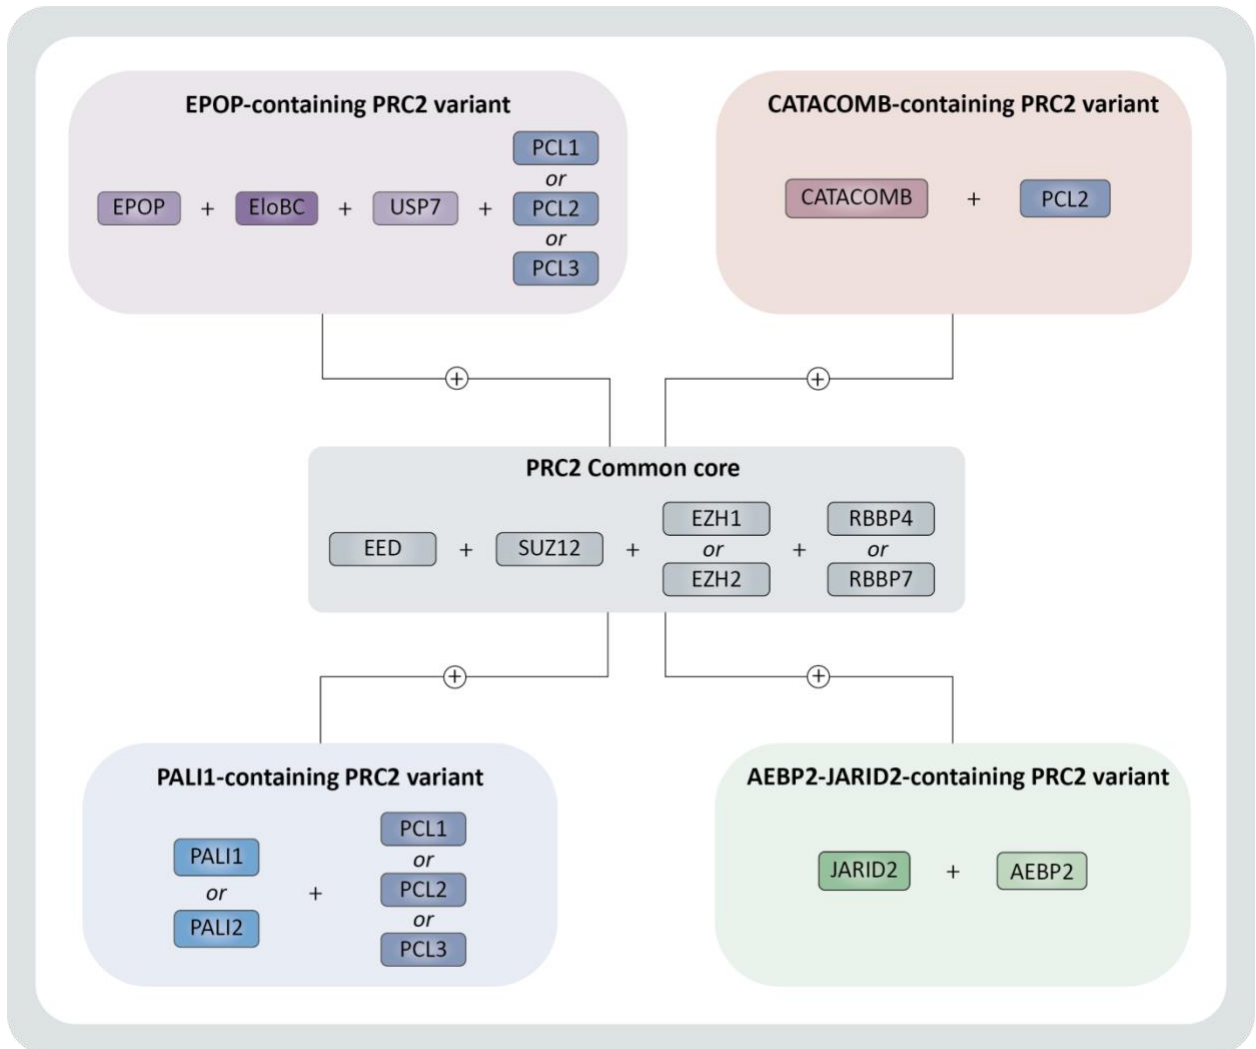 EPOP-containing PRC2 variant
EPOP + EloBC + USP7 +
PCL1
or
PCL2
or
PCL3
CATACOMB-containing PRC2 variant
CATACOMB + PCL2
+
+
PRC2 Common core
EED + SUZ12 +
EZH1
or
EZH2
+
RBBP4
or
RBBP7
+
+
PALI1-containing PRC2 variant
PALI1
or
PALI2
+
PCL1
or
PCL2
or
PCL3
AEBP2-JARID2-containing PRC2 variant
JARID2 + AEBP2